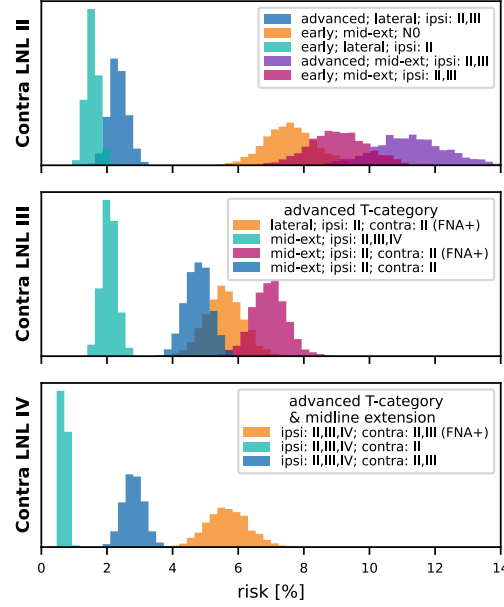 Contra LNL II
advanced; lateral; ipsi: II,III
early; mid-ext; N0
early; lateral; ipsi: II
advanced; mid-ext; ipsi: II,III
early; mid-ext; ipsi: II,III
Contra LNL III
advanced T-category
lateral; ipsi: II; contra: II (FNA+)
mid-ext; ipsi: II,III,IV
mid-ext; ipsi: II; contra: II (FNA+)
mid-ext; ipsi: II; contra: II
Contra LNL IV
advanced T-category
& midline extension
ipsi: II,III,IV; contra: II,III (FNA+)
ipsi: II,III,IV; contra: II
ipsi: II,III,IV; contra: II,III
0 2 4 6 8 10 12 14
risk [%]